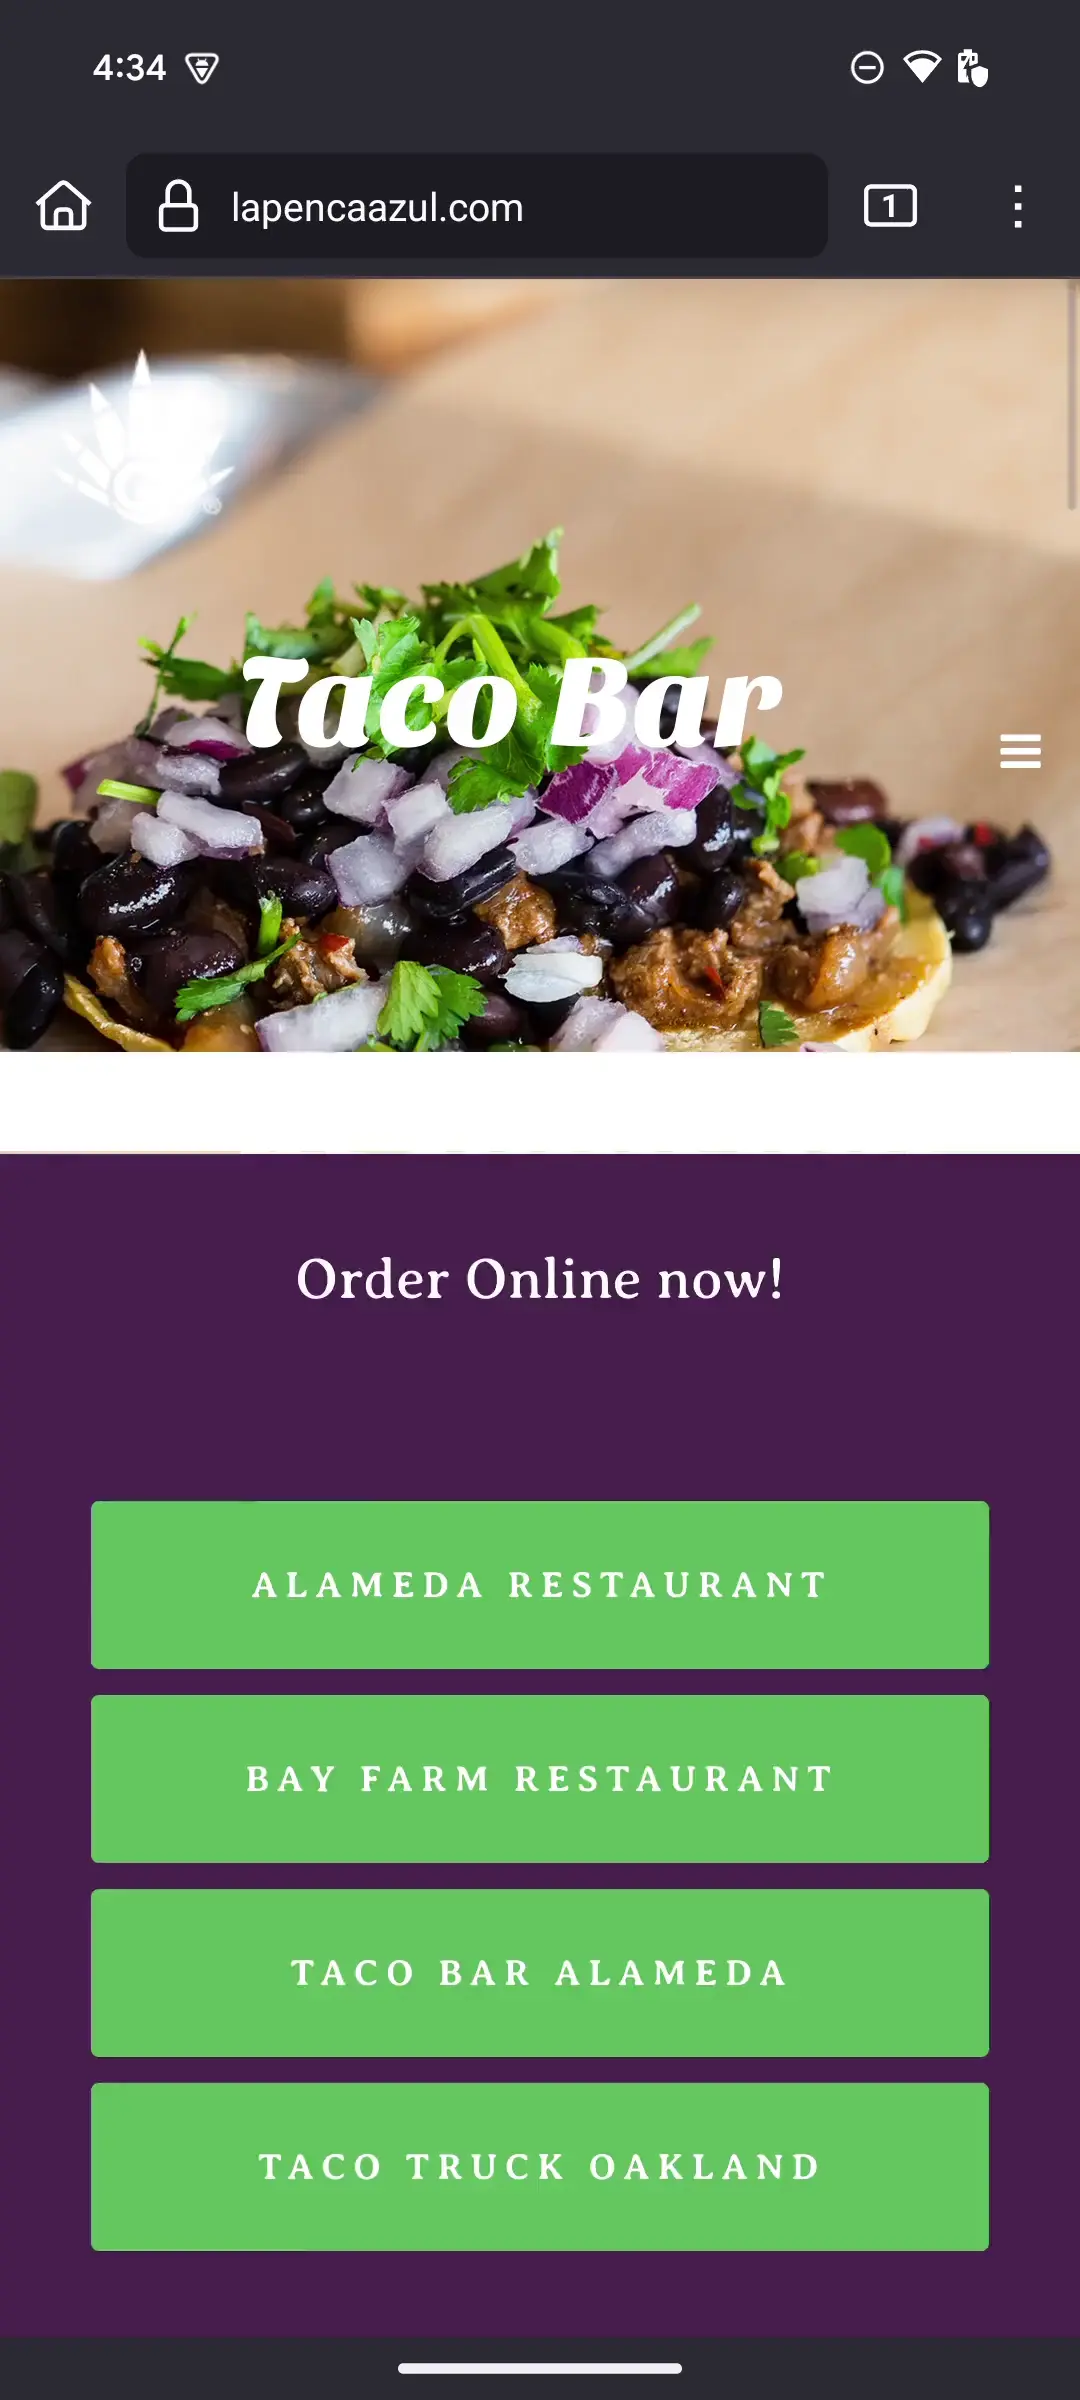 4:34
lapencaazul.com
1
Taco Bar
Order Online now!
ALAMEDA RESTAURANT
BAY FARM RESTAURANT
TACO BAR ALAMEDA
TACO TRUCK OAKLAND